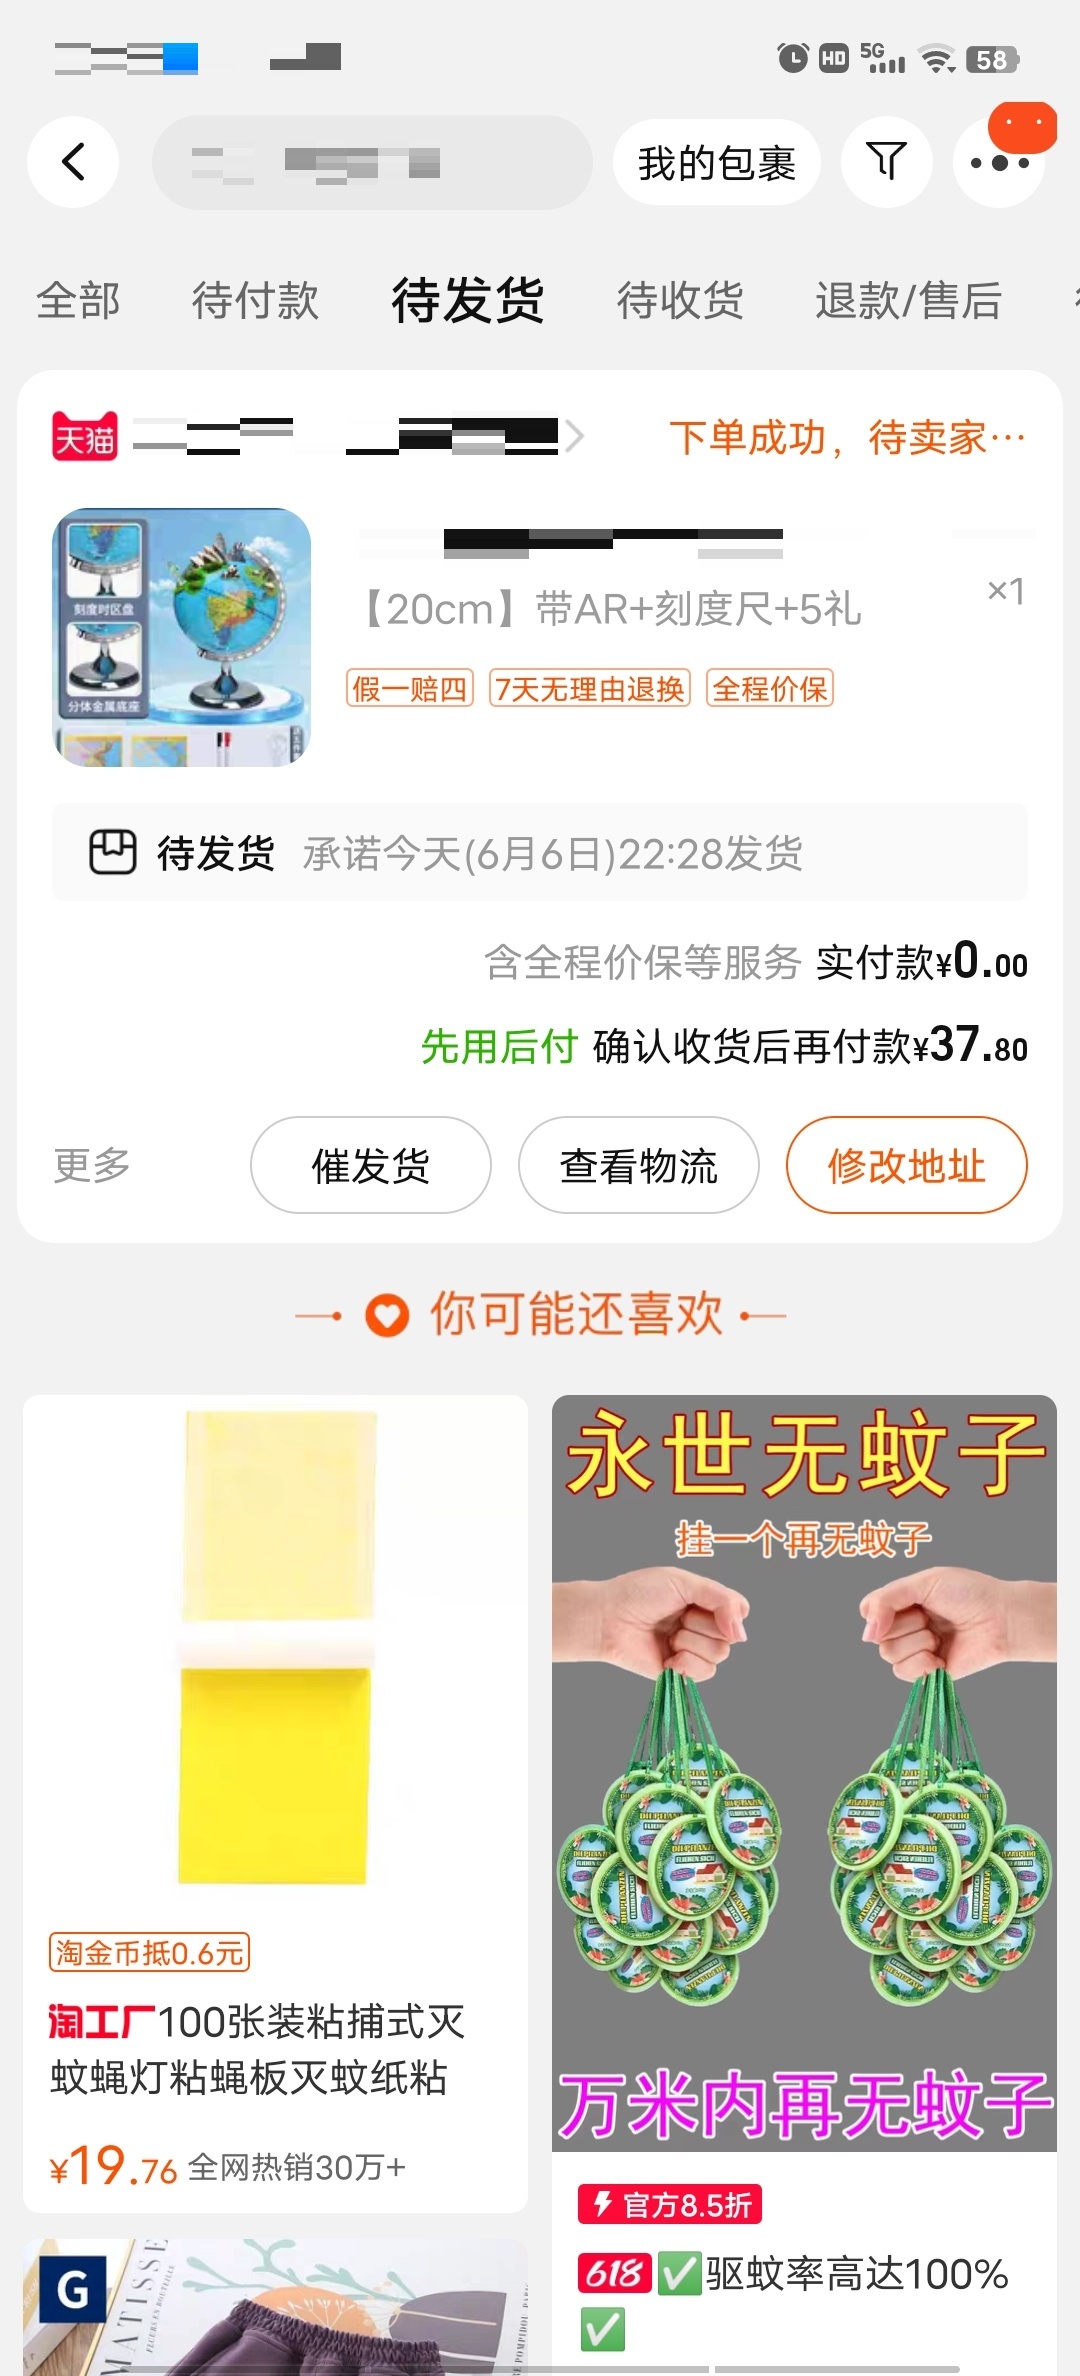 HD 5G 58
我的包裹
全部 待付款 待发货 待收货 退款/售后
天猫 下单成功，待卖家…
刻度时区盘
分体金属底座
【20cm】带AR+刻度尺+5礼 ×1
假一赔四 7天无理由退换 全程价保
待发货 承诺今天(6月6日)22:28发货
含全程价保等服务 实付款¥0.00
先用后付 确认收货后再付款¥37.80
更多 催发货 查看物流 修改地址
你可能还喜欢
淘金币抵0.6元
淘工厂100张装粘捕式灭
蚊蝇灯粘蝇板灭蚊纸粘
¥19.76 全网热销30万+
G
MATISSE
永世无蚊子
挂一个再无蚊子
万米内再无蚊子
官方8.5折
618 ✅驱蚊率高达100%
✅